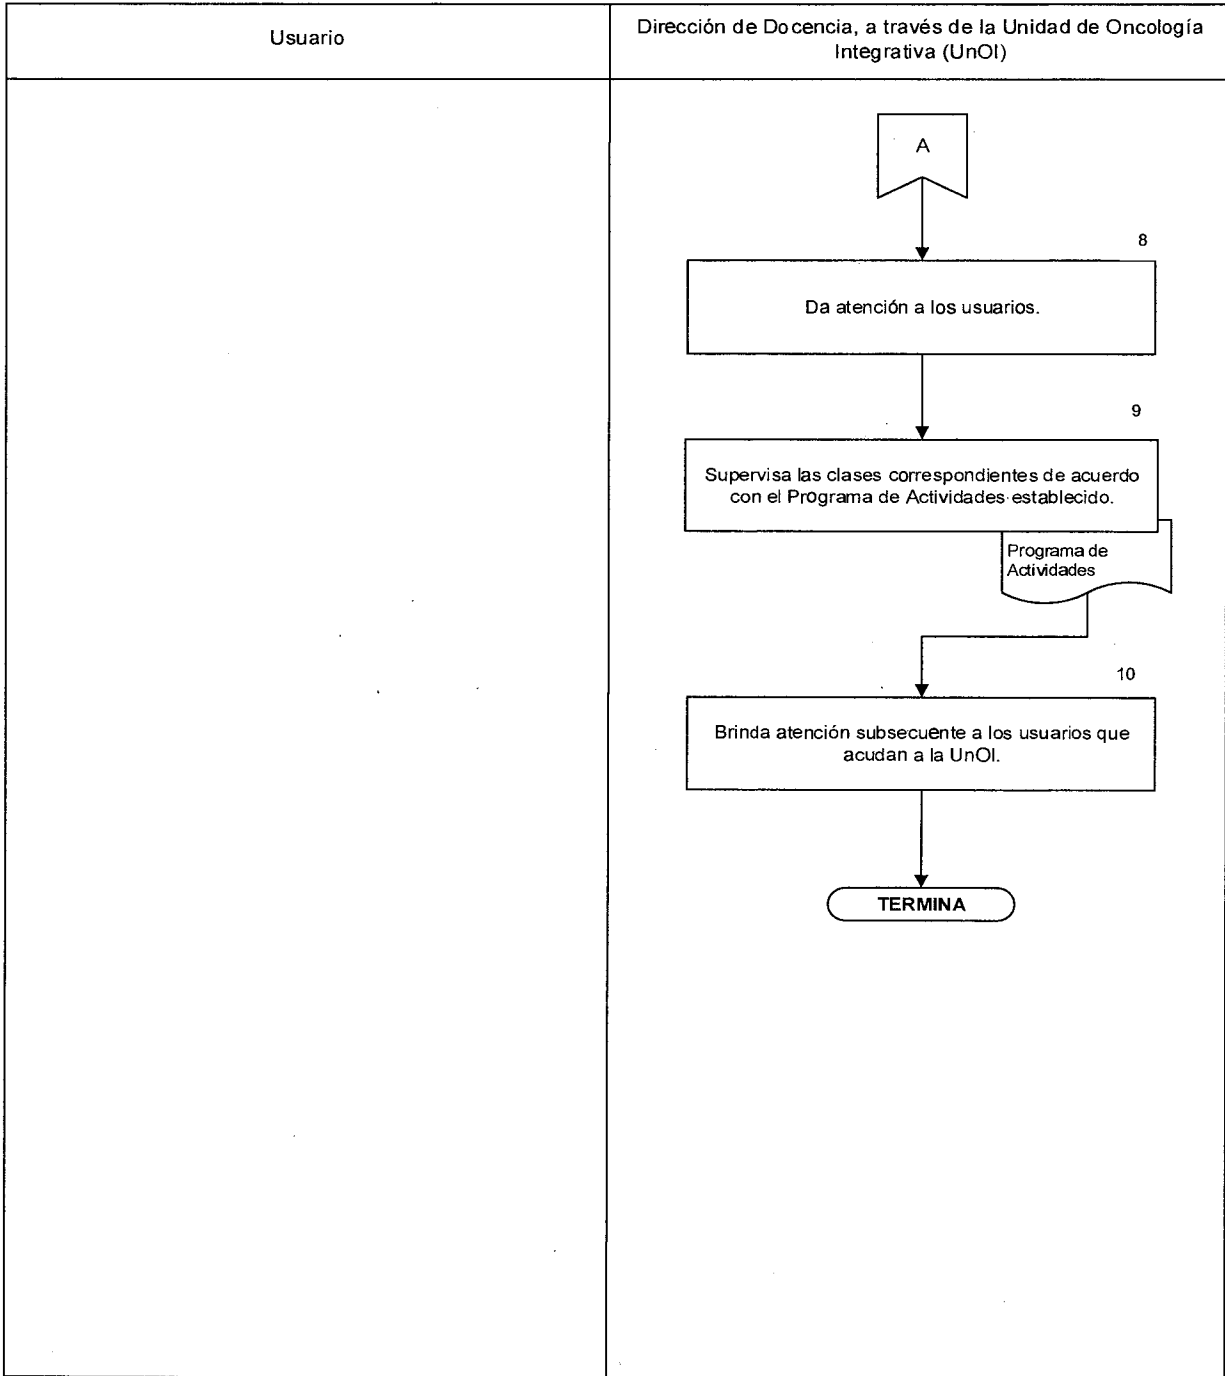 Usuario
Dirección de Docencia, a través de la Unidad de Oncología
Integrativa (UnOI)
A
8
Da atención a los usuarios.
9
Supervisa las clases correspondientes de acuerdo
con el Programa de Actividades establecido.
Programa de
Actividades
10
Brinda atención subsecuente a los usuarios que
acudan a la UnOI.
TERMINA